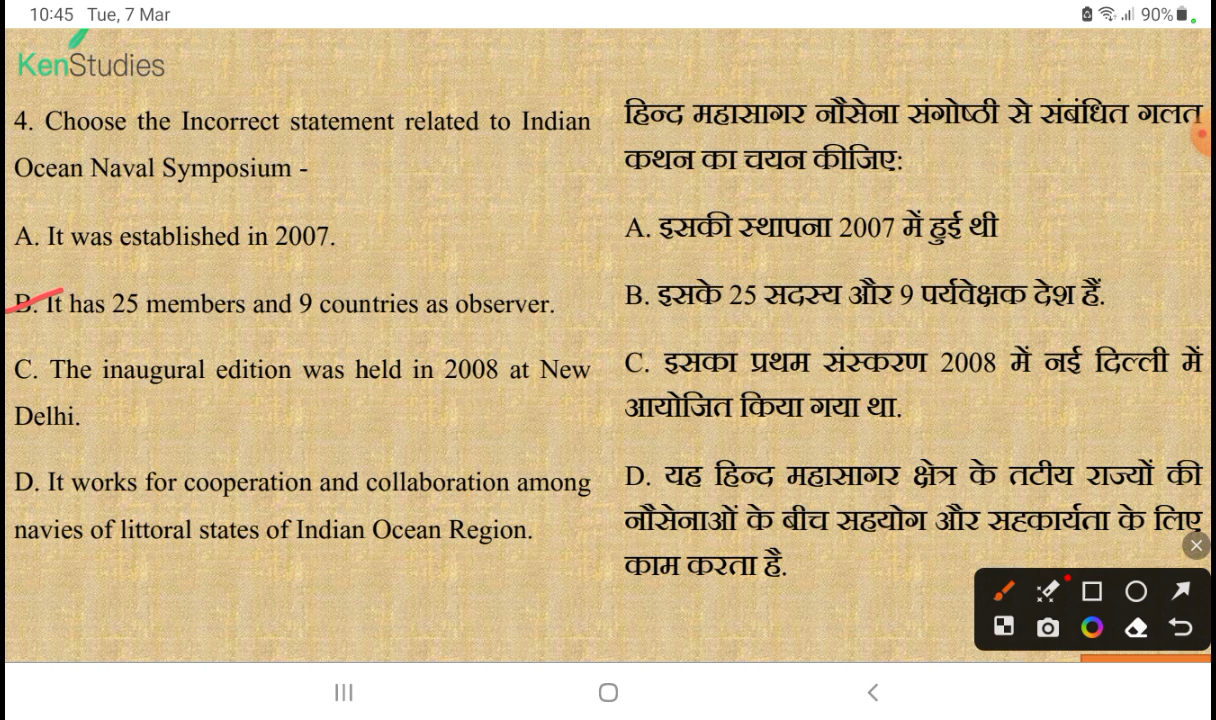 10:45 Tue, 7 Mar
90%
KenStudies
4. Choose the Incorrect statement related to Indian
Ocean Naval Symposium -
A. It was established in 2007.
B. It has 25 members and 9 countries as observer.
C. The inaugural edition was held in 2008 at New
Delhi.
D. It works for cooperation and collaboration among
navies of littoral states of Indian Ocean Region.
हिन्द महासागर नौसेना संगोष्ठी से संबंधित गलत
कथन का चयन कीजिए:
A. इसकी स्थापना 2007 में हुई थी
B. इसके 25 सदस्य और 9 पर्यवेक्षक देश हैं.
C. इसका प्रथम संस्करण 2008 में नई दिल्ली में
आयोजित किया गया था.
D. यह हिन्द महासागर क्षेत्र के तटीय राज्यों की
नौसेनाओं के बीच सहयोग और सहकार्यता के लिए
काम करता है.